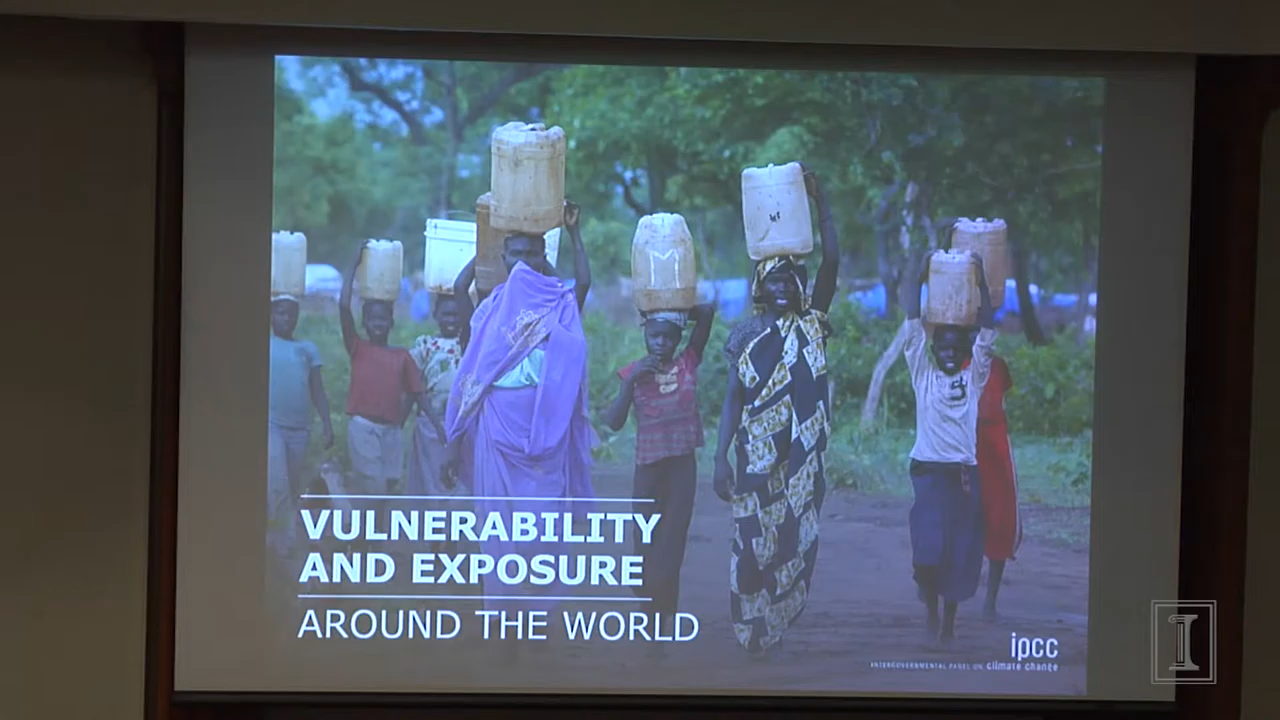 M
VULNERABILITY
AND EXPOSURE
AROUND THE WORLD
ipcc
INTERGOVERNMENTAL PANEL ON climate change
I